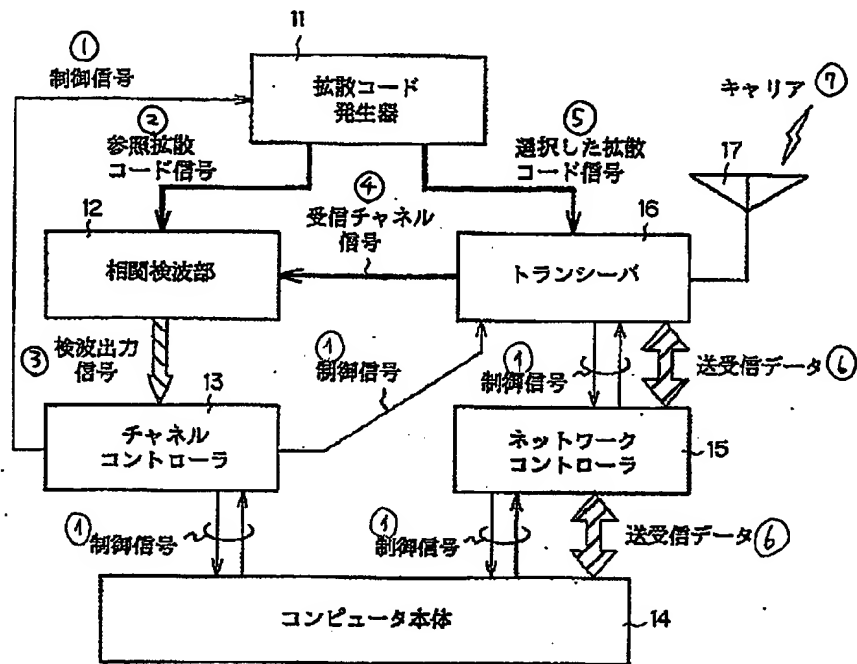 11
①
制御信号
拡散コード
発生器
キャリア ⑦
②
参照拡散
コード信号
⑤
選択した拡散
コード信号
17
④
受信チャネル
信号
12
相関検波部
16
トランシーバ
③ 検波出力
信号
① 制御信号
①
制御信号
送受信データ ⑥
13
チャネル
コントローラ
ネットワーク
コントローラ
15
① 制御信号
① 制御信号
送受信データ ⑥
コンピュータ本体
14